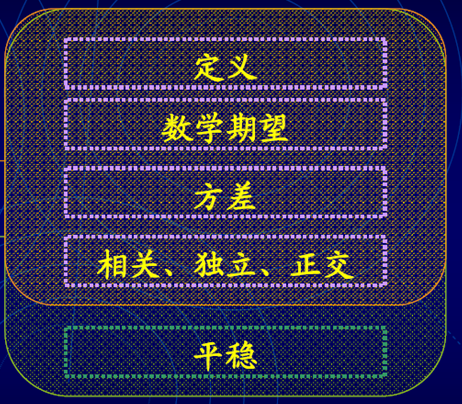 定义
数学期望
方差
相关、独立、正交
平稳